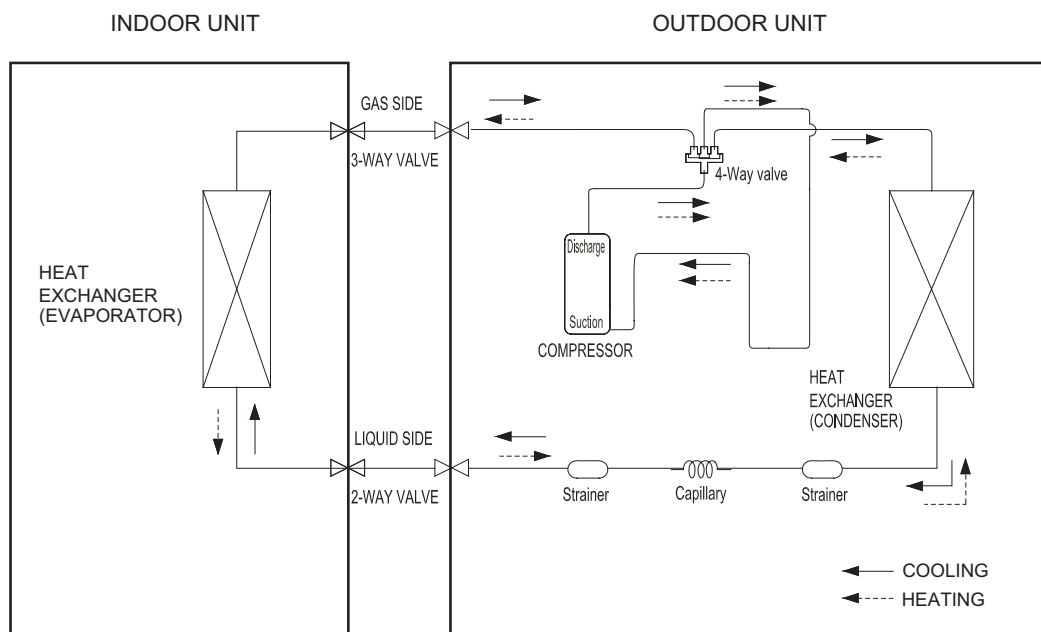 INDOOR UNIT
OUTDOOR UNIT
GAS SIDE
3-WAY VALVE
4-Way valve
Discharge
Suction
COMPRESSOR
HEAT
EXCHANGER
(EVAPORATOR)
HEAT
EXCHANGER
(CONDENSER)
LIQUID SIDE
2-WAY VALVE
Strainer
Capillary
Strainer
COOLING
HEATING